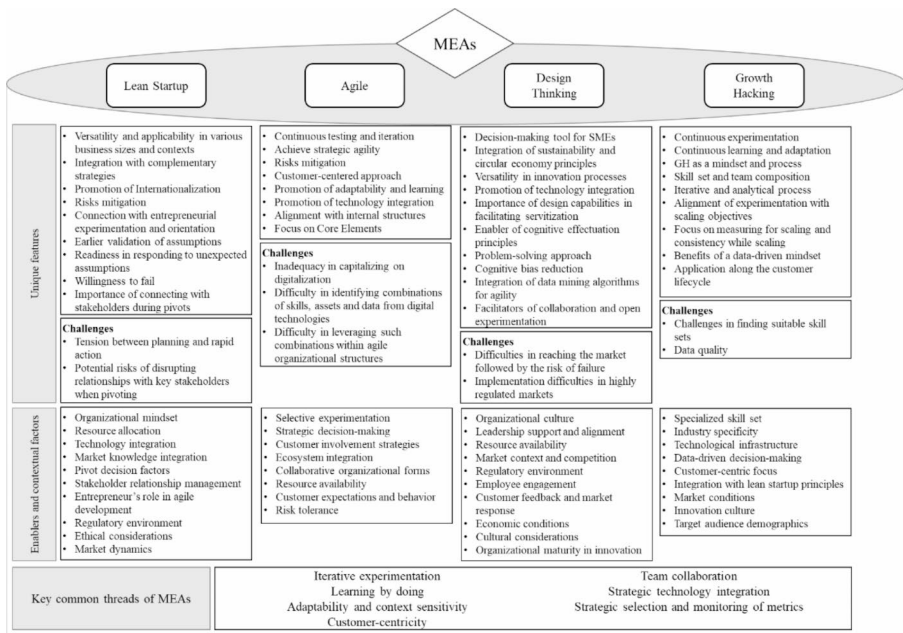 MEAs
Lean Startup
Agile
Design
Thinking
Growth
Hacking
Unique features
• Versatility and applicability in various
business sizes and contexts
• Integration with complementary
strategies
• Promotion of Internationalization
• Risks mitigation
• Connection with entrepreneurial
experimentation and orientation
• Earlier validation of assumptions
• Readiness in responding to unexpected
assumptions
• Willingness to fail
• Importance of connecting with
stakeholders during pivots
Challenges
• Tension between planning and rapid
action
• Potential risks of disrupting
relationships with key stakeholders
when pivoting
• Continuous testing and iteration
• Achieve strategic agility
• Risks mitigation
• Customer-centered approach
• Promotion of adaptability and learning
• Promotion of technology integration
• Alignment with internal structures
• Focus on Core Elements
Challenges
• Inadequacy in capitalizing on
digitalization
• Difficulty in identifying combinations
of skills, assets and data from digital
technologies
• Difficulty in leveraging such
combinations within agile
organizational structures
• Decision-making tool for SMEs
• Integration of sustainability and
circular economy principles
• Versatility in innovation processes
• Promotion of technology integration
• Importance of design capabilities in
facilitating servitization
• Enabler of cognitive effectuation
principles
• Problem-solving approach
• Cognitive bias reduction
• Integration of data mining algorithms
for agility
• Facilitators of collaboration and open
experimentation
Challenges
• Difficulties in reaching the market
followed by the risk of failure
• Implementation difficulties in highly
regulated markets
• Continuous experimentation
• Continuous learning and adaptation
• GH as a mindset and process
• Skill set and team composition
• Iterative and analytical process
• Alignment of experimentation with
scaling objectives
• Focus on measuring for scaling and
consistency while scaling
• Benefits of a data-driven mindset
• Application along the customer
lifecycle
Challenges
• Challenges in finding suitable skill
sets
• Data quality
Enablers and contextual factors
• Organizational mindset
• Resource allocation
• Technology integration
• Market knowledge integration
• Pivot decision factors
• Stakeholder relationship management
• Entrepreneur's role in agile
development
• Regulatory environment
• Ethical considerations
• Market dynamics
• Selective experimentation
• Strategic decision-making
• Customer involvement strategies
• Ecosystem integration
• Collaborative organizational forms
• Resource availability
• Customer expectations and behavior
• Risk tolerance
• Organizational culture
• Leadership support and alignment
• Resource availability
• Market context and competition
• Regulatory environment
• Employee engagement
• Customer feedback and market
response
• Economic conditions
• Cultural considerations
• Organizational maturity in innovation
• Specialized skill set
• Industry specificity
• Technological infrastructure
• Data-driven decision-making
• Customer-centric focus
• Integration with lean startup principles
• Market conditions
• Innovation culture
• Target audience demographics
Key common threads of MEAs
Iterative experimentation
Learning by doing
Adaptability and context sensitivity
Customer-centricity
Team collaboration
Strategic technology integration
Strategic selection and monitoring of metrics